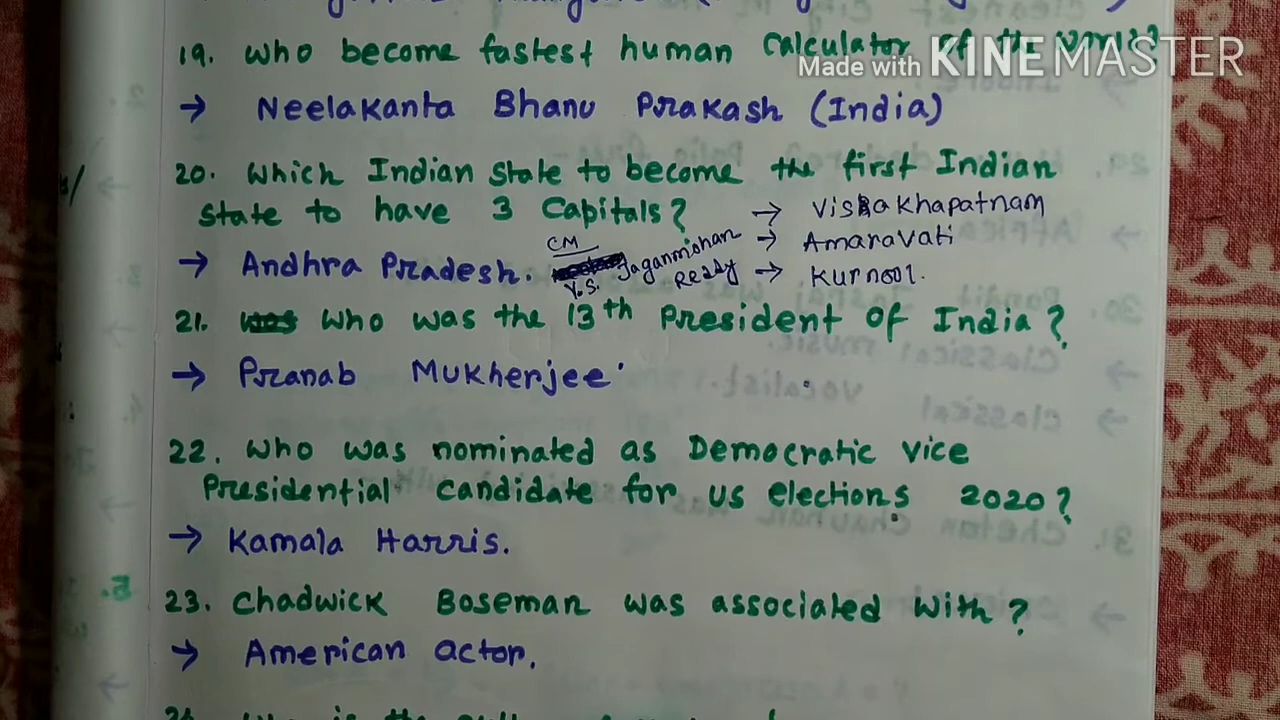 19. Who become fastest human calculator of the world?
Made with KINEMASTER
→ Neelakanta Bhanu Prakash (India)
20. Which Indian state to become the first Indian
state to have 3 Capitals?
→ Visakhapatnam
→ Andhra Pradesh. CM Y.S. Jaganmohan Reddy
→ Amaravati
→ Kurnool.
21. Who was the 13th President of India?
→ Pranab Mukherjee
22. Who was nominated as Democratic vice
Presidential candidate for US elections 2020?
→ Kamala Harris.
23. Chadwick Boseman was associated with?
→ American actor.